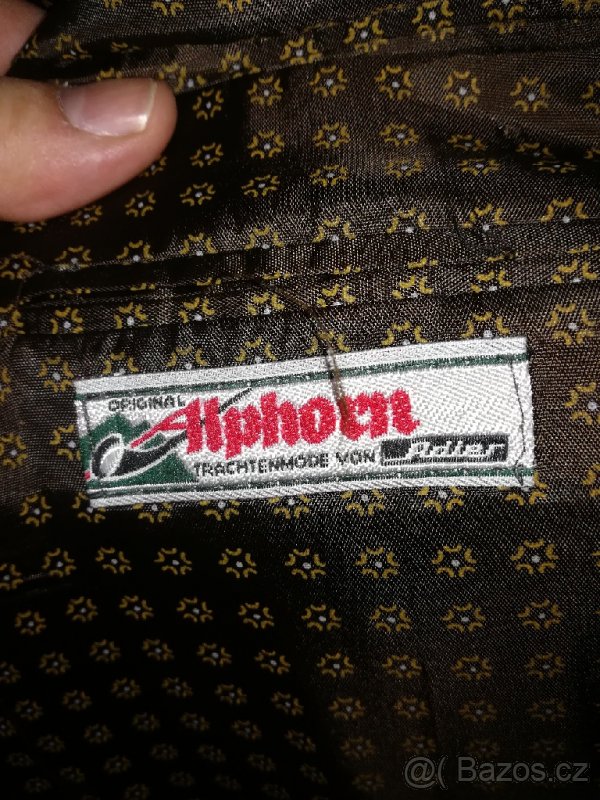 ORIGINAL
Alphorn
TRACHTENMODE VON
@( Bazos.cz